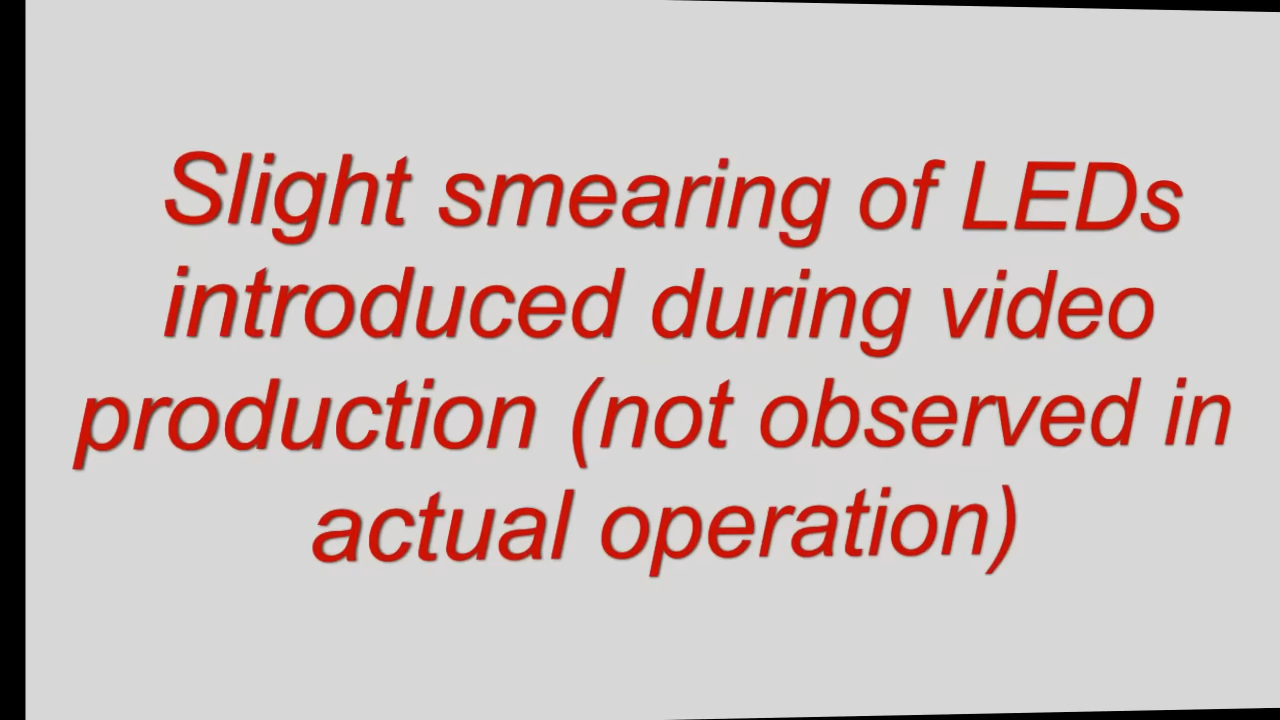 Slight smearing of LEDs
introduced during video
production (not observed in
actual operation)